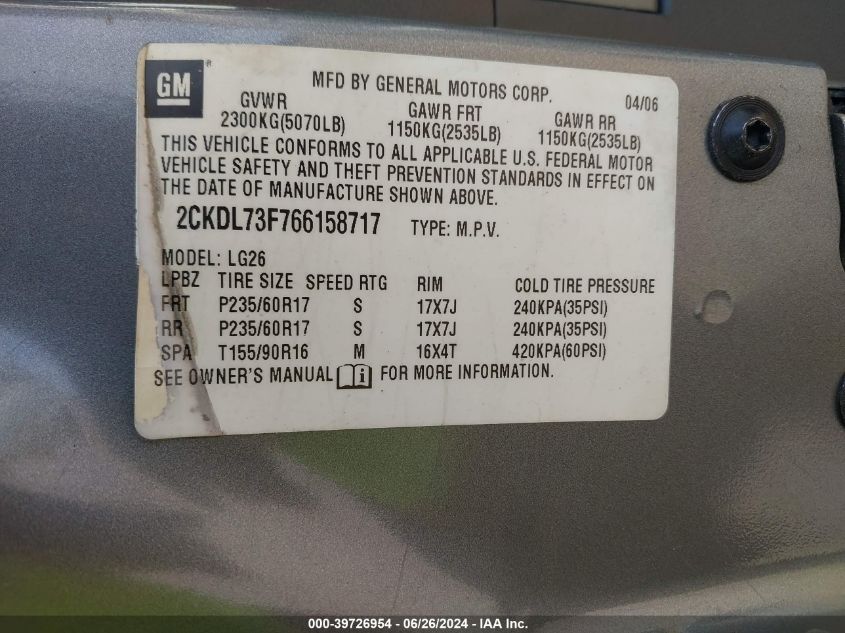 GM ®
MFD BY GENERAL MOTORS CORP. 04/06
GVWR GAWR FRT GAWR RR
2300KG(5070LB) 1150KG(2535LB) 1150KG(2535LB)
THIS VEHICLE CONFORMS TO ALL APPLICABLE U.S. FEDERAL MOTOR
VEHICLE SAFETY AND THEFT PREVENTION STANDARDS IN EFFECT ON
THE DATE OF MANUFACTURE SHOWN ABOVE.
2CKDL73F766158717 TYPE: M.P.V.
MODEL: LG26
LPBZ TIRE SIZE SPEED RTG RIM COLD TIRE PRESSURE
FRT P235/60R17 S 17X7J 240KPA(35PSI)
RR P235/60R17 S 17X7J 240KPA(35PSI)
SPA T155/90R16 M 16X4T 420KPA(60PSI)
SEE OWNER'S MANUAL i FOR MORE INFORMATION.
000-39726954 - 06/26/2024 - IAA Inc.